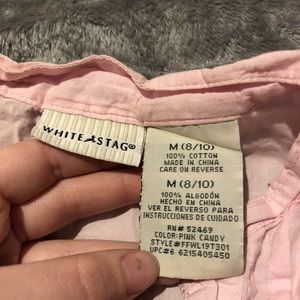 WHITE STAG®
M (8/10)
100% COTTON
MADE IN CHINA
CARE ON REVERSE
M (8/10)
100% ALGODÓN
HECHO EN CHINA
VER EL REVERSO PARA
INSTRUCCIONES DE CUIDADO
RN# 52469
COLOR: PINK CANDY
STYLE# FFWL19T301
UPC#6 6215405450